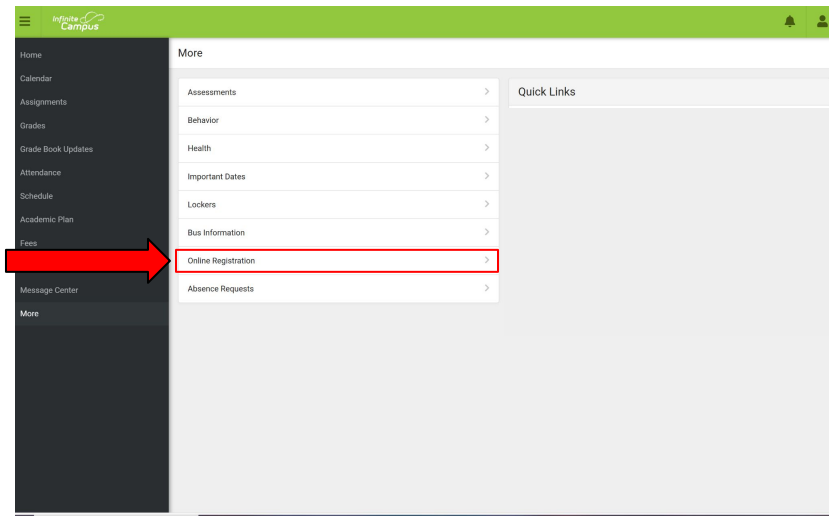 Infinite
Campus
Home
Calendar
Assignments
Grades
Grade Book Updates
Attendance
Schedule
Academic Plan
Fees
Message Center
More
More
Assessments
Behavior
Health
Important Dates
Lockers
Bus Information
Online Registration
Absence Requests
Quick Links